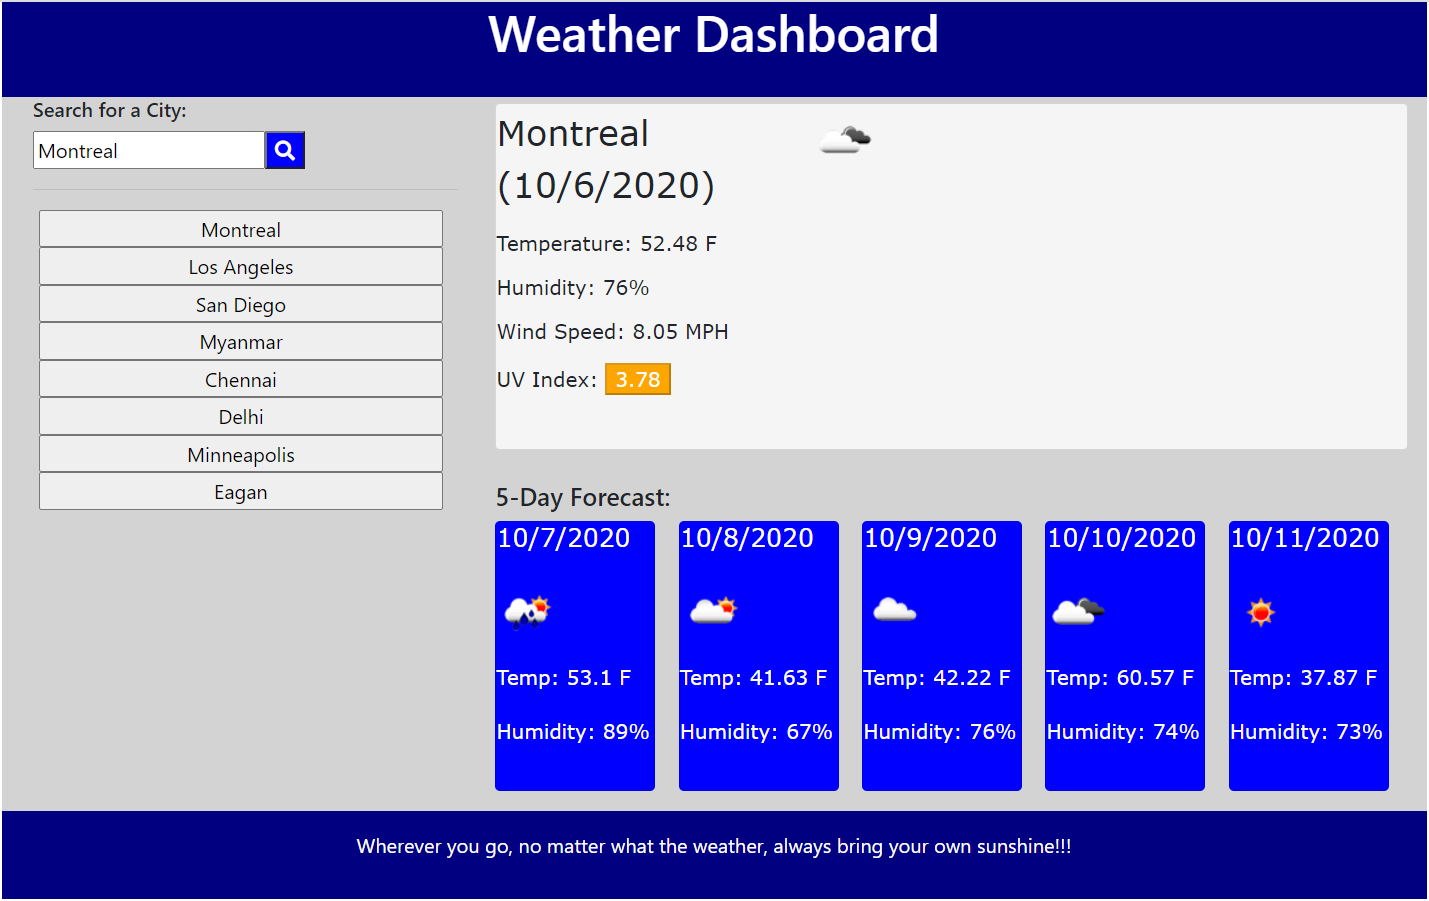 Weather Dashboard
Search for a City:
Montreal
Montreal
Los Angeles
San Diego
Myanmar
Chennai
Delhi
Minneapolis
Eagan
Montreal
(10/6/2020)
Temperature: 52.48 F
Humidity: 76%
Wind Speed: 8.05 MPH
UV Index: 3.78
5-Day Forecast:
10/7/2020
Temp: 53.1 F
Humidity: 89%
10/8/2020
Temp: 41.63 F
Humidity: 67%
10/9/2020
Temp: 42.22 F
Humidity: 76%
10/10/2020
Temp: 60.57 F
Humidity: 74%
10/11/2020
Temp: 37.87 F
Humidity: 73%
Wherever you go, no matter what the weather, always bring your own sunshine!!!